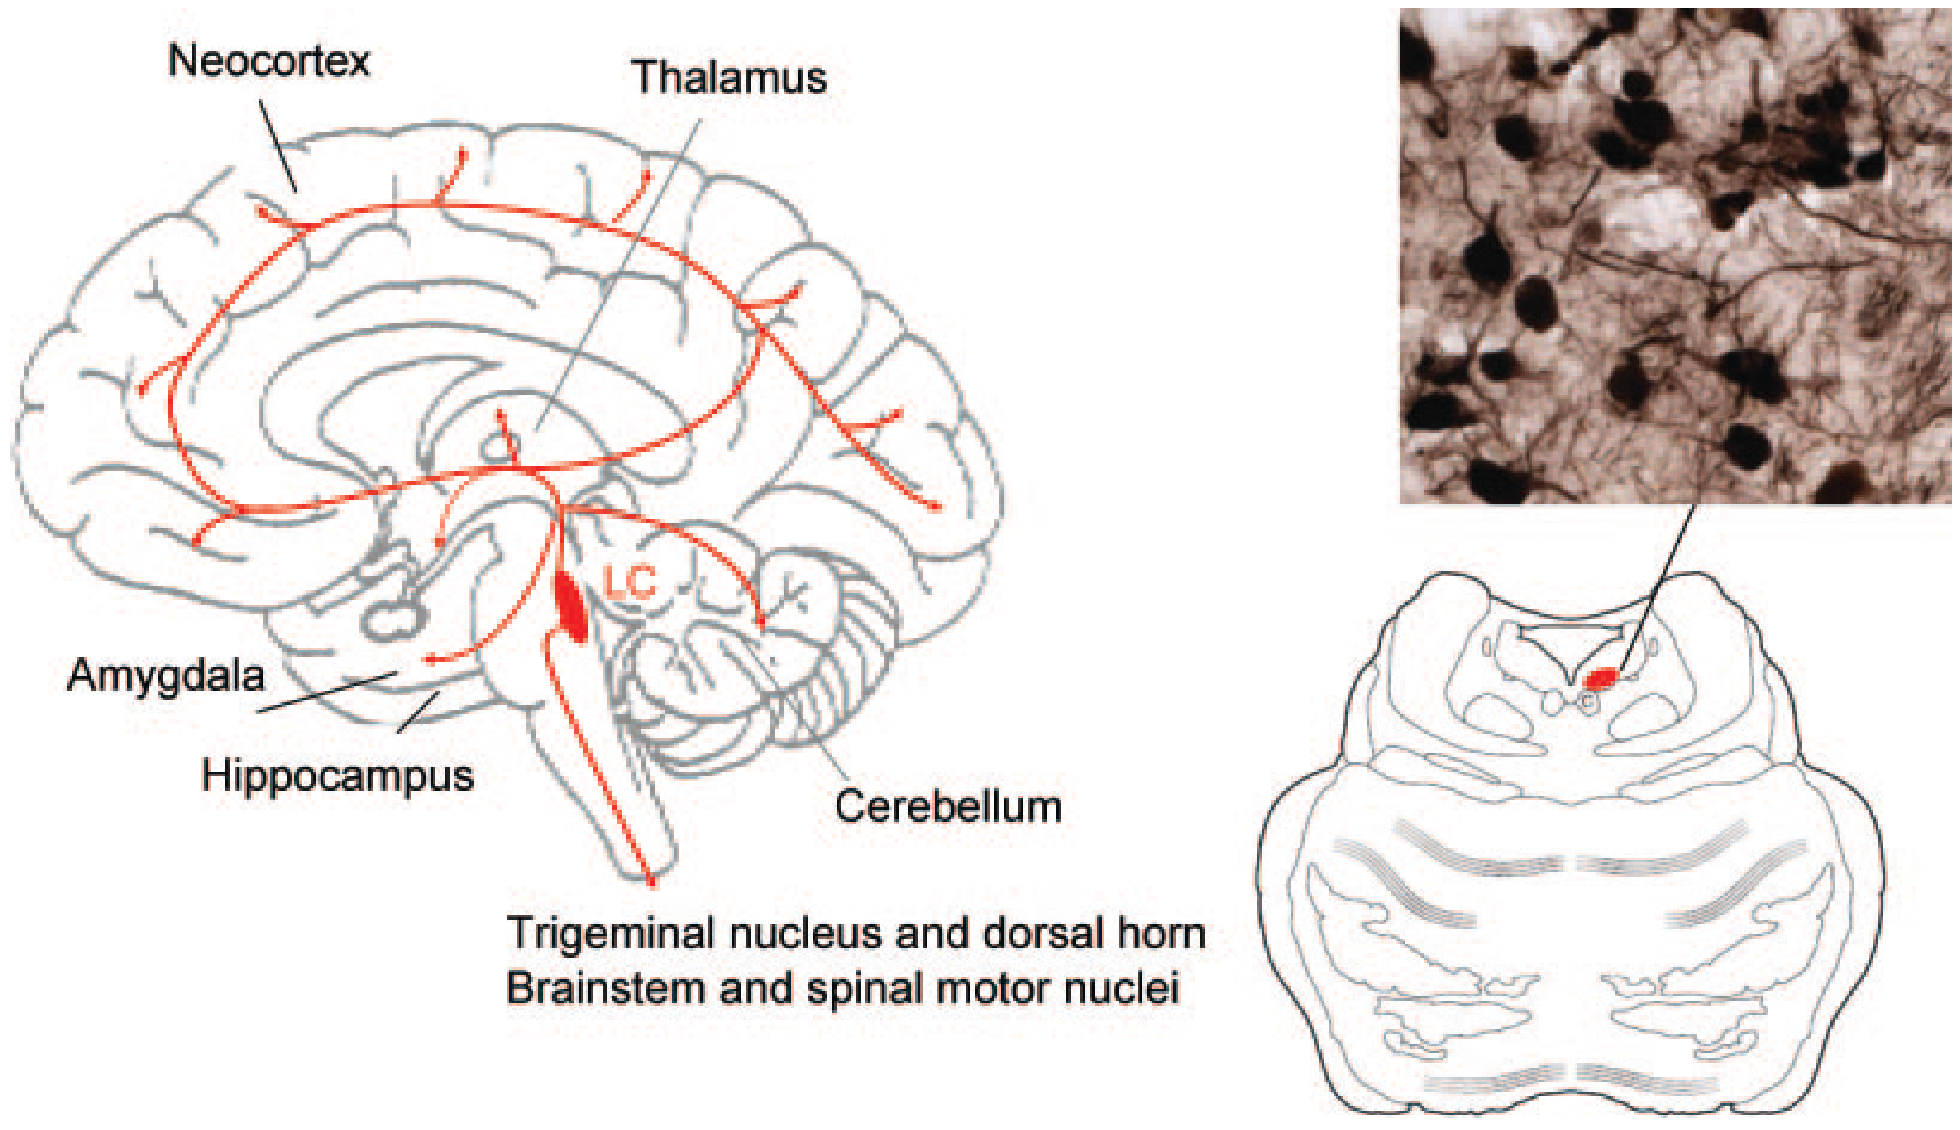 Neocortex
Thalamus
LC
Amygdala
Hippocampus
Cerebellum
Trigeminal nucleus and dorsal horn
Brainstem and spinal motor nuclei